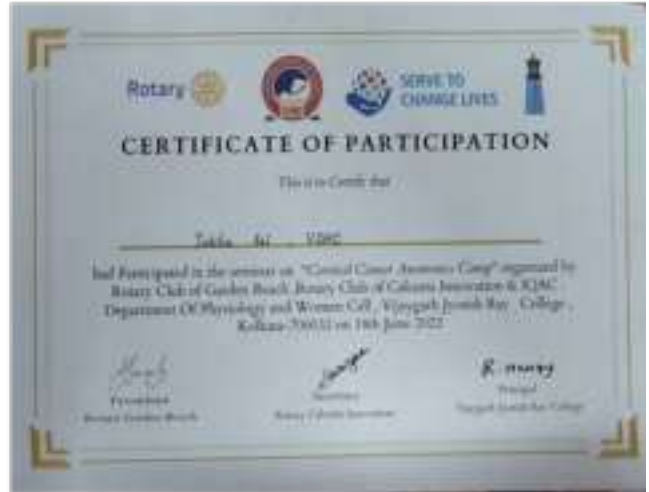 Rotary
SERVE TO
CHANGE LIVES
CERTIFICATE OF PARTICIPATION
This is to Certify that
Pal VJRC
had Participated in the seminar on "Cervical Cancer Awareness Camp" organized by
Rotary Club of Garden Reach, Rotary Club of Calcutta Innovation & IQAC
Department Of Physiology and Women Cell , Vijaygarh Jyotish Ray College ,
Kolkata-700032 on 18th June 2022
President Secretary Principal
Rotary Garden Reach Rotary Calcutta Innovation Vijaygarh Jyotish Ray College